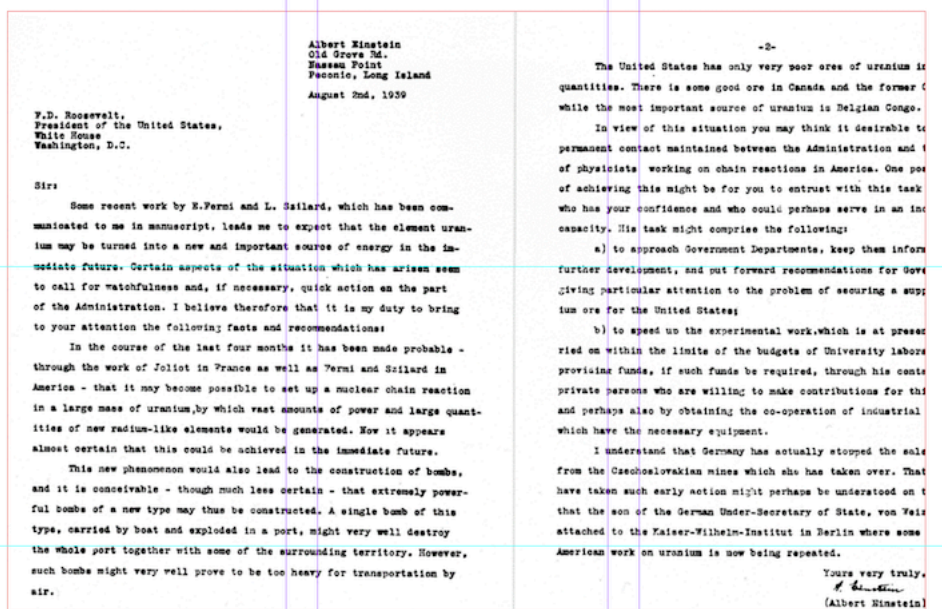 Albert Einstein
Old Grove Rd.
Nassau Point
Peconic, Long Island
August 2nd, 1939
F.D. Roosevelt,
President of the United States,
White House
Washington, D.C.
Sir:
Some recent work by E.Fermi and L. Szilard, which has been com-
municated to me in manuscript, leads me to expect that the element uran-
ium may be turned into a new and important source of energy in the im-
mediate future. Certain aspects of the situation which has arisen seem
to call for watchfulness and, if necessary, quick action on the part
of the Administration. I believe therefore that it is my duty to bring
to your attention the following facts and recommendations:
In the course of the last four months it has been made probable -
through the work of Joliot in France as well as Fermi and Szilard in
America - that it may become possible to set up a nuclear chain reaction
in a large mass of uranium,by which vast amounts of power and large quant-
ities of new radium-like elements would be generated. Now it appears
almost certain that this could be achieved in the immediate future.
This new phenomenon would also lead to the construction of bombs,
and it is conceivable - though much less certain - that extremely power-
ful bombs of a new type may thus be constructed. A single bomb of this
type, carried by boat and exploded in a port, might very well destroy
the whole port together with some of the surrounding territory. However,
such bombs might very well prove to be too heavy for transportation by
air.
-2-
The United States has only very poor ores of uranium in
quantities. There is some good ore in Canada and the former
while the most important source of uranium is Belgian Congo.
In view of this situation you may think it desirable to
permanent contact maintained between the Administration and
of physicists working on chain reactions in America. One
of achieving this might be for you to entrust with this task
who has your confidence and who could perhaps serve in an
capacity. His task might comprise the following:
a) to approach Government Departments, keep them
further development, and put forward recommendations for
giving particular attention to the problem of securing a
ium ore for the United States;
b) to speed up the experimental work,which is at
ried on within the limits of the budgets of University
providing funds, if such funds be required, through his
private persons who are willing to make contributions for
and perhaps also by obtaining the co-operation of industrial
which have the necessary equipment.
I understand that Germany has actually stopped the sale
from the Czechoslovakian mines which she has taken over. That
have taken such early action might perhaps be understood on
that the son of the German Under-Secretary of State, von
attached to the Kaiser-Wilhelm-Institut in Berlin where some
American work on uranium is now being repeated.
Yours very truly,
A. Einstein
(Albert Einstein)